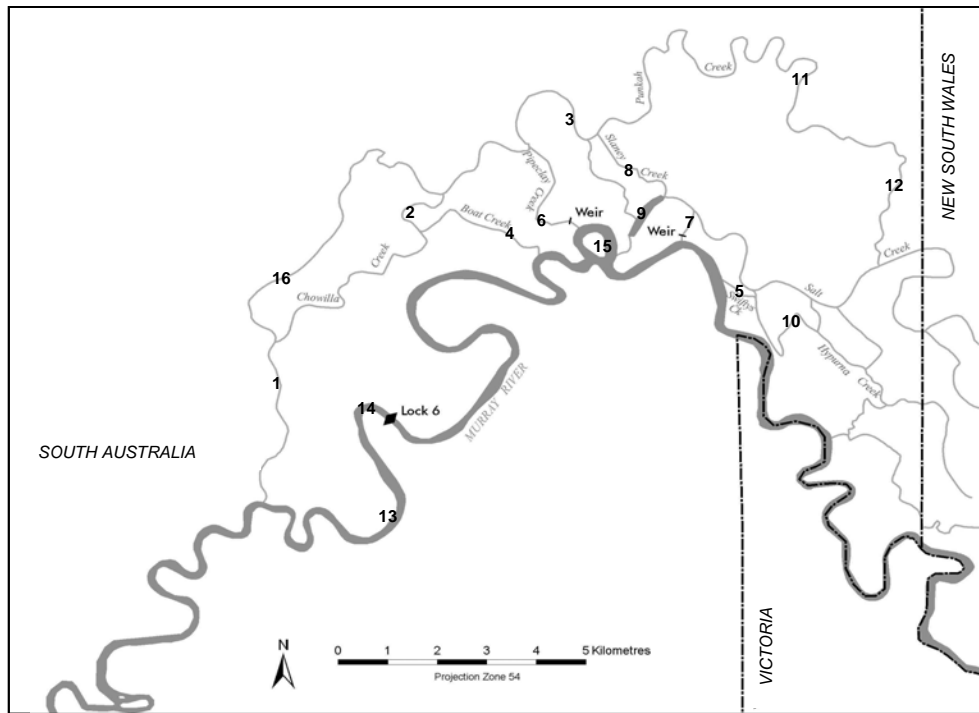 NEW SOUTH WALES
Punkah
Creek
11
3
Slaney
Creek
8
Pipeclay
Creek
12
2
Boat Creek
4
6
Weir
9
Weir
7
15
Creek
16
Chowilla
Creek
5
Swiftys
Ck
Salt
10
Hypurna
Creek
1
14
Lock 6
MURRAY RIVER
SOUTH AUSTRALIA
13
VICTORIA
N
0 1 2 3 4 5 Kilometres
Projection Zone 54